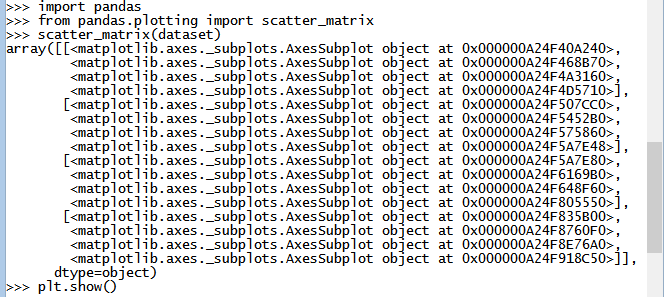 >>> import pandas
>>> from pandas.plotting import scatter_matrix
>>> scatter_matrix(dataset)
array([[<matplotlib.axes._subplots.AxesSubplot object at 0x000000A24F40A240>,
        <matplotlib.axes._subplots.AxesSubplot object at 0x000000A24F468B70>,
        <matplotlib.axes._subplots.AxesSubplot object at 0x000000A24F4A3160>,
        <matplotlib.axes._subplots.AxesSubplot object at 0x000000A24F4D5710>],
       [<matplotlib.axes._subplots.AxesSubplot object at 0x000000A24F507CC0>,
        <matplotlib.axes._subplots.AxesSubplot object at 0x000000A24F5452B0>,
        <matplotlib.axes._subplots.AxesSubplot object at 0x000000A24F575860>,
        <matplotlib.axes._subplots.AxesSubplot object at 0x000000A24F5A7E48>],
       [<matplotlib.axes._subplots.AxesSubplot object at 0x000000A24F5A7E80>,
        <matplotlib.axes._subplots.AxesSubplot object at 0x000000A24F6169B0>,
        <matplotlib.axes._subplots.AxesSubplot object at 0x000000A24F648F60>,
        <matplotlib.axes._subplots.AxesSubplot object at 0x000000A24F805550>],
       [<matplotlib.axes._subplots.AxesSubplot object at 0x000000A24F835B00>,
        <matplotlib.axes._subplots.AxesSubplot object at 0x000000A24F8760F0>,
        <matplotlib.axes._subplots.AxesSubplot object at 0x000000A24F8E76A0>,
        <matplotlib.axes._subplots.AxesSubplot object at 0x000000A24F918C50>]],
      dtype=object)
>>> plt.show()